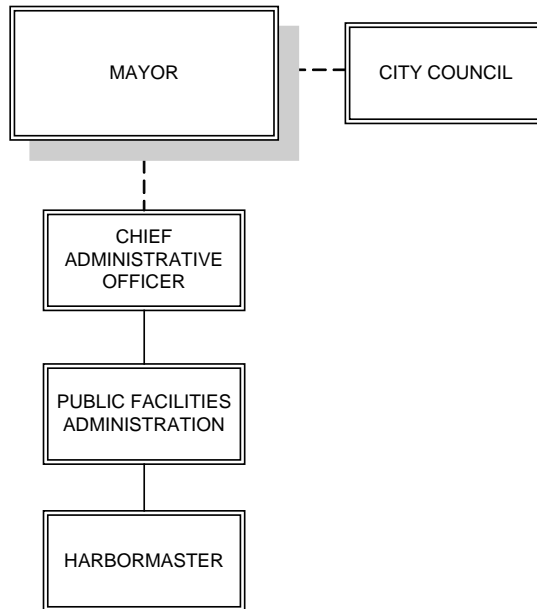 MAYOR
CITY COUNCIL
CHIEF
ADMINISTRATIVE
OFFICER
PUBLIC FACILITIES
ADMINISTRATION
HARBORMASTER